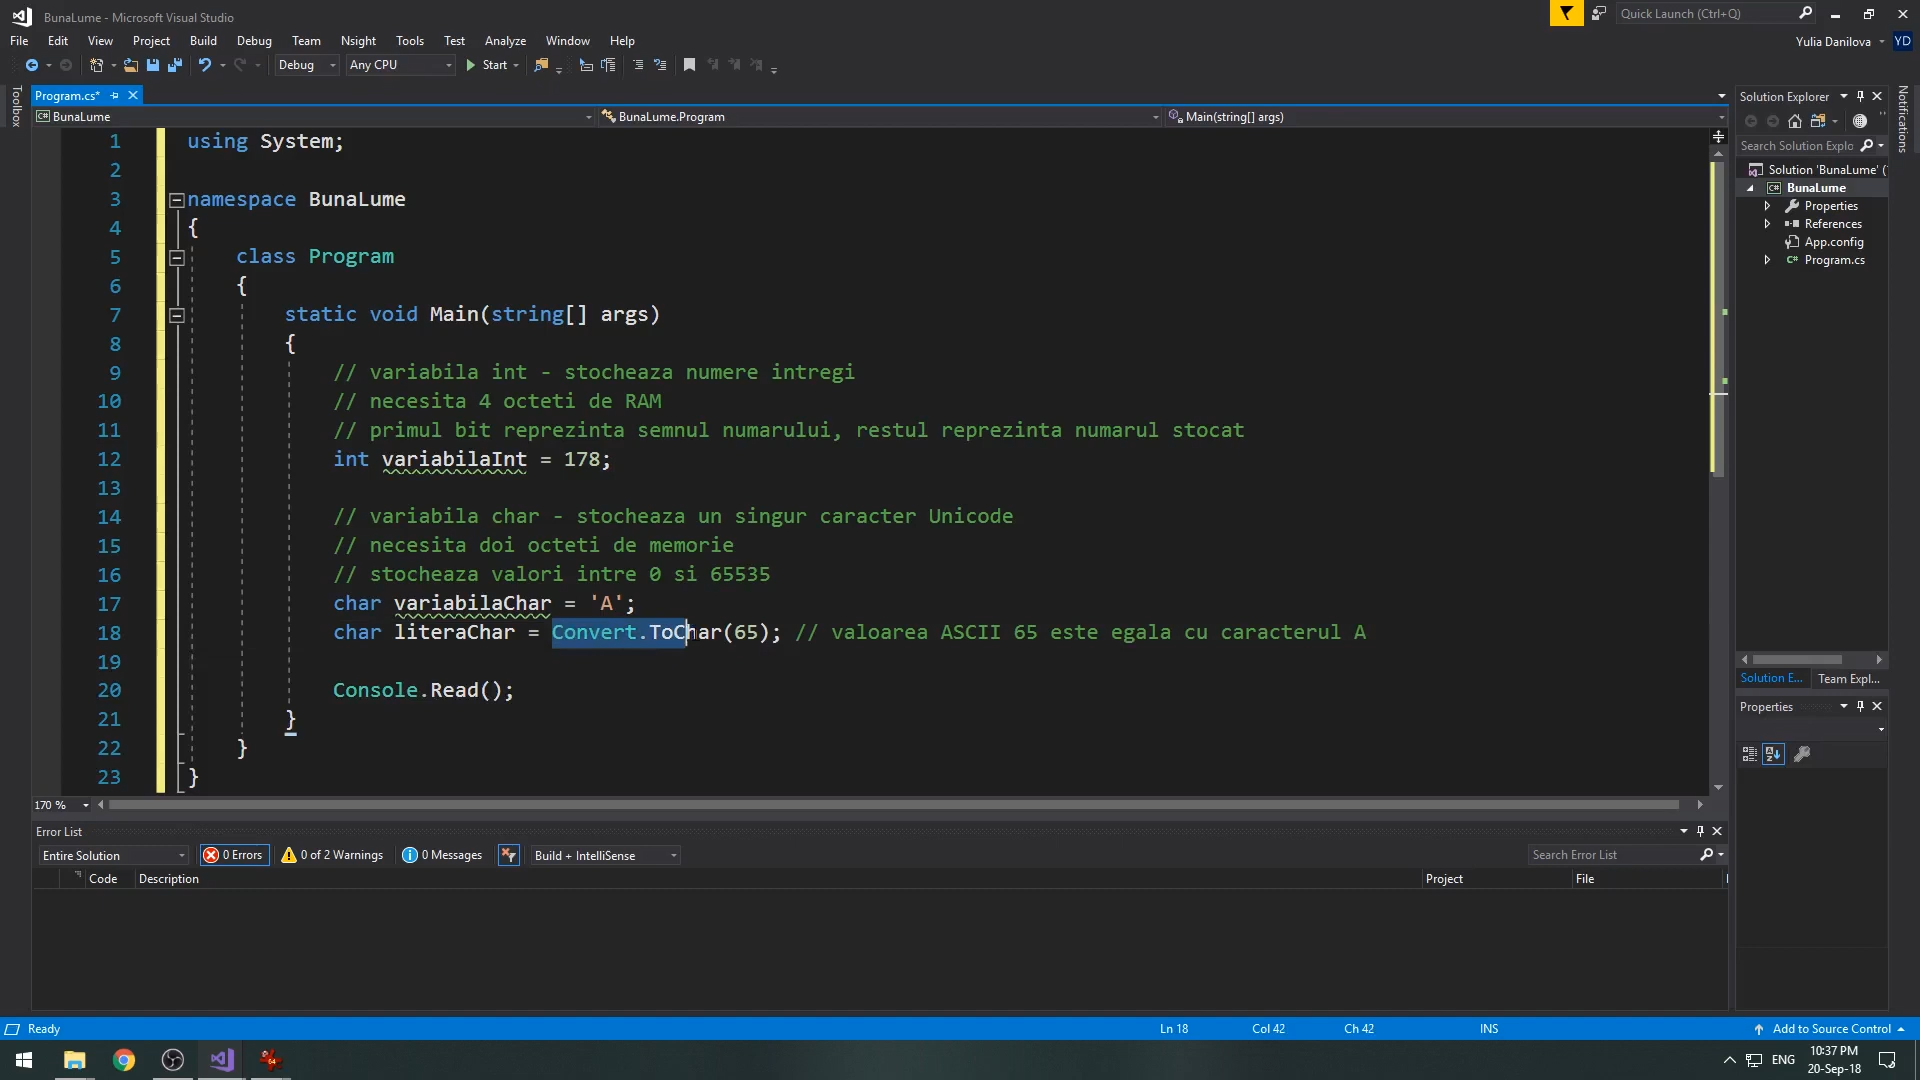 BunaLume - Microsoft Visual Studio
Quick Launch (Ctrl+Q)
File Edit View Project Build Debug Team Nsight Tools Test Analyze Window Help
Yulia Danilova YD
Debug Any CPU Start
Toolbox
Program.cs*
BunaLume BunaLume.Program Main(string[] args)
1 using System;
2
3 namespace BunaLume
4 {
5 class Program
6 {
7 static void Main(string[] args)
8 {
9 // variabila int - stocheaza numere intregi
10 // necesita 4 octeti de RAM
11 // primul bit reprezinta semnul numarului, restul reprezinta numarul stocat
12 int variabilaInt = 178;
13
14 // variabila char - stocheaza un singur caracter Unicode
15 // necesita doi octeti de memorie
16 // stocheaza valori intre 0 si 65535
17 char variabilaChar = 'A';
18 char literaChar = Convert.ToChar(65); // valoarea ASCII 65 este egala cu caracterul A
19
20 Console.Read();
21 }
22 }
23 }
170 %
Solution Explorer
Search Solution Explo
Solution 'BunaLume' (
BunaLume
Properties
References
App.config
Program.cs
Solution E... Team Expl...
Properties
Notifications
Error List
Entire Solution 0 Errors 0 of 2 Warnings 0 Messages Build + IntelliSense Search Error List
Code Description Project File
Ready Ln 18 Col 42 Ch 42 INS Add to Source Control
ENG 10:37 PM
20-Sep-18